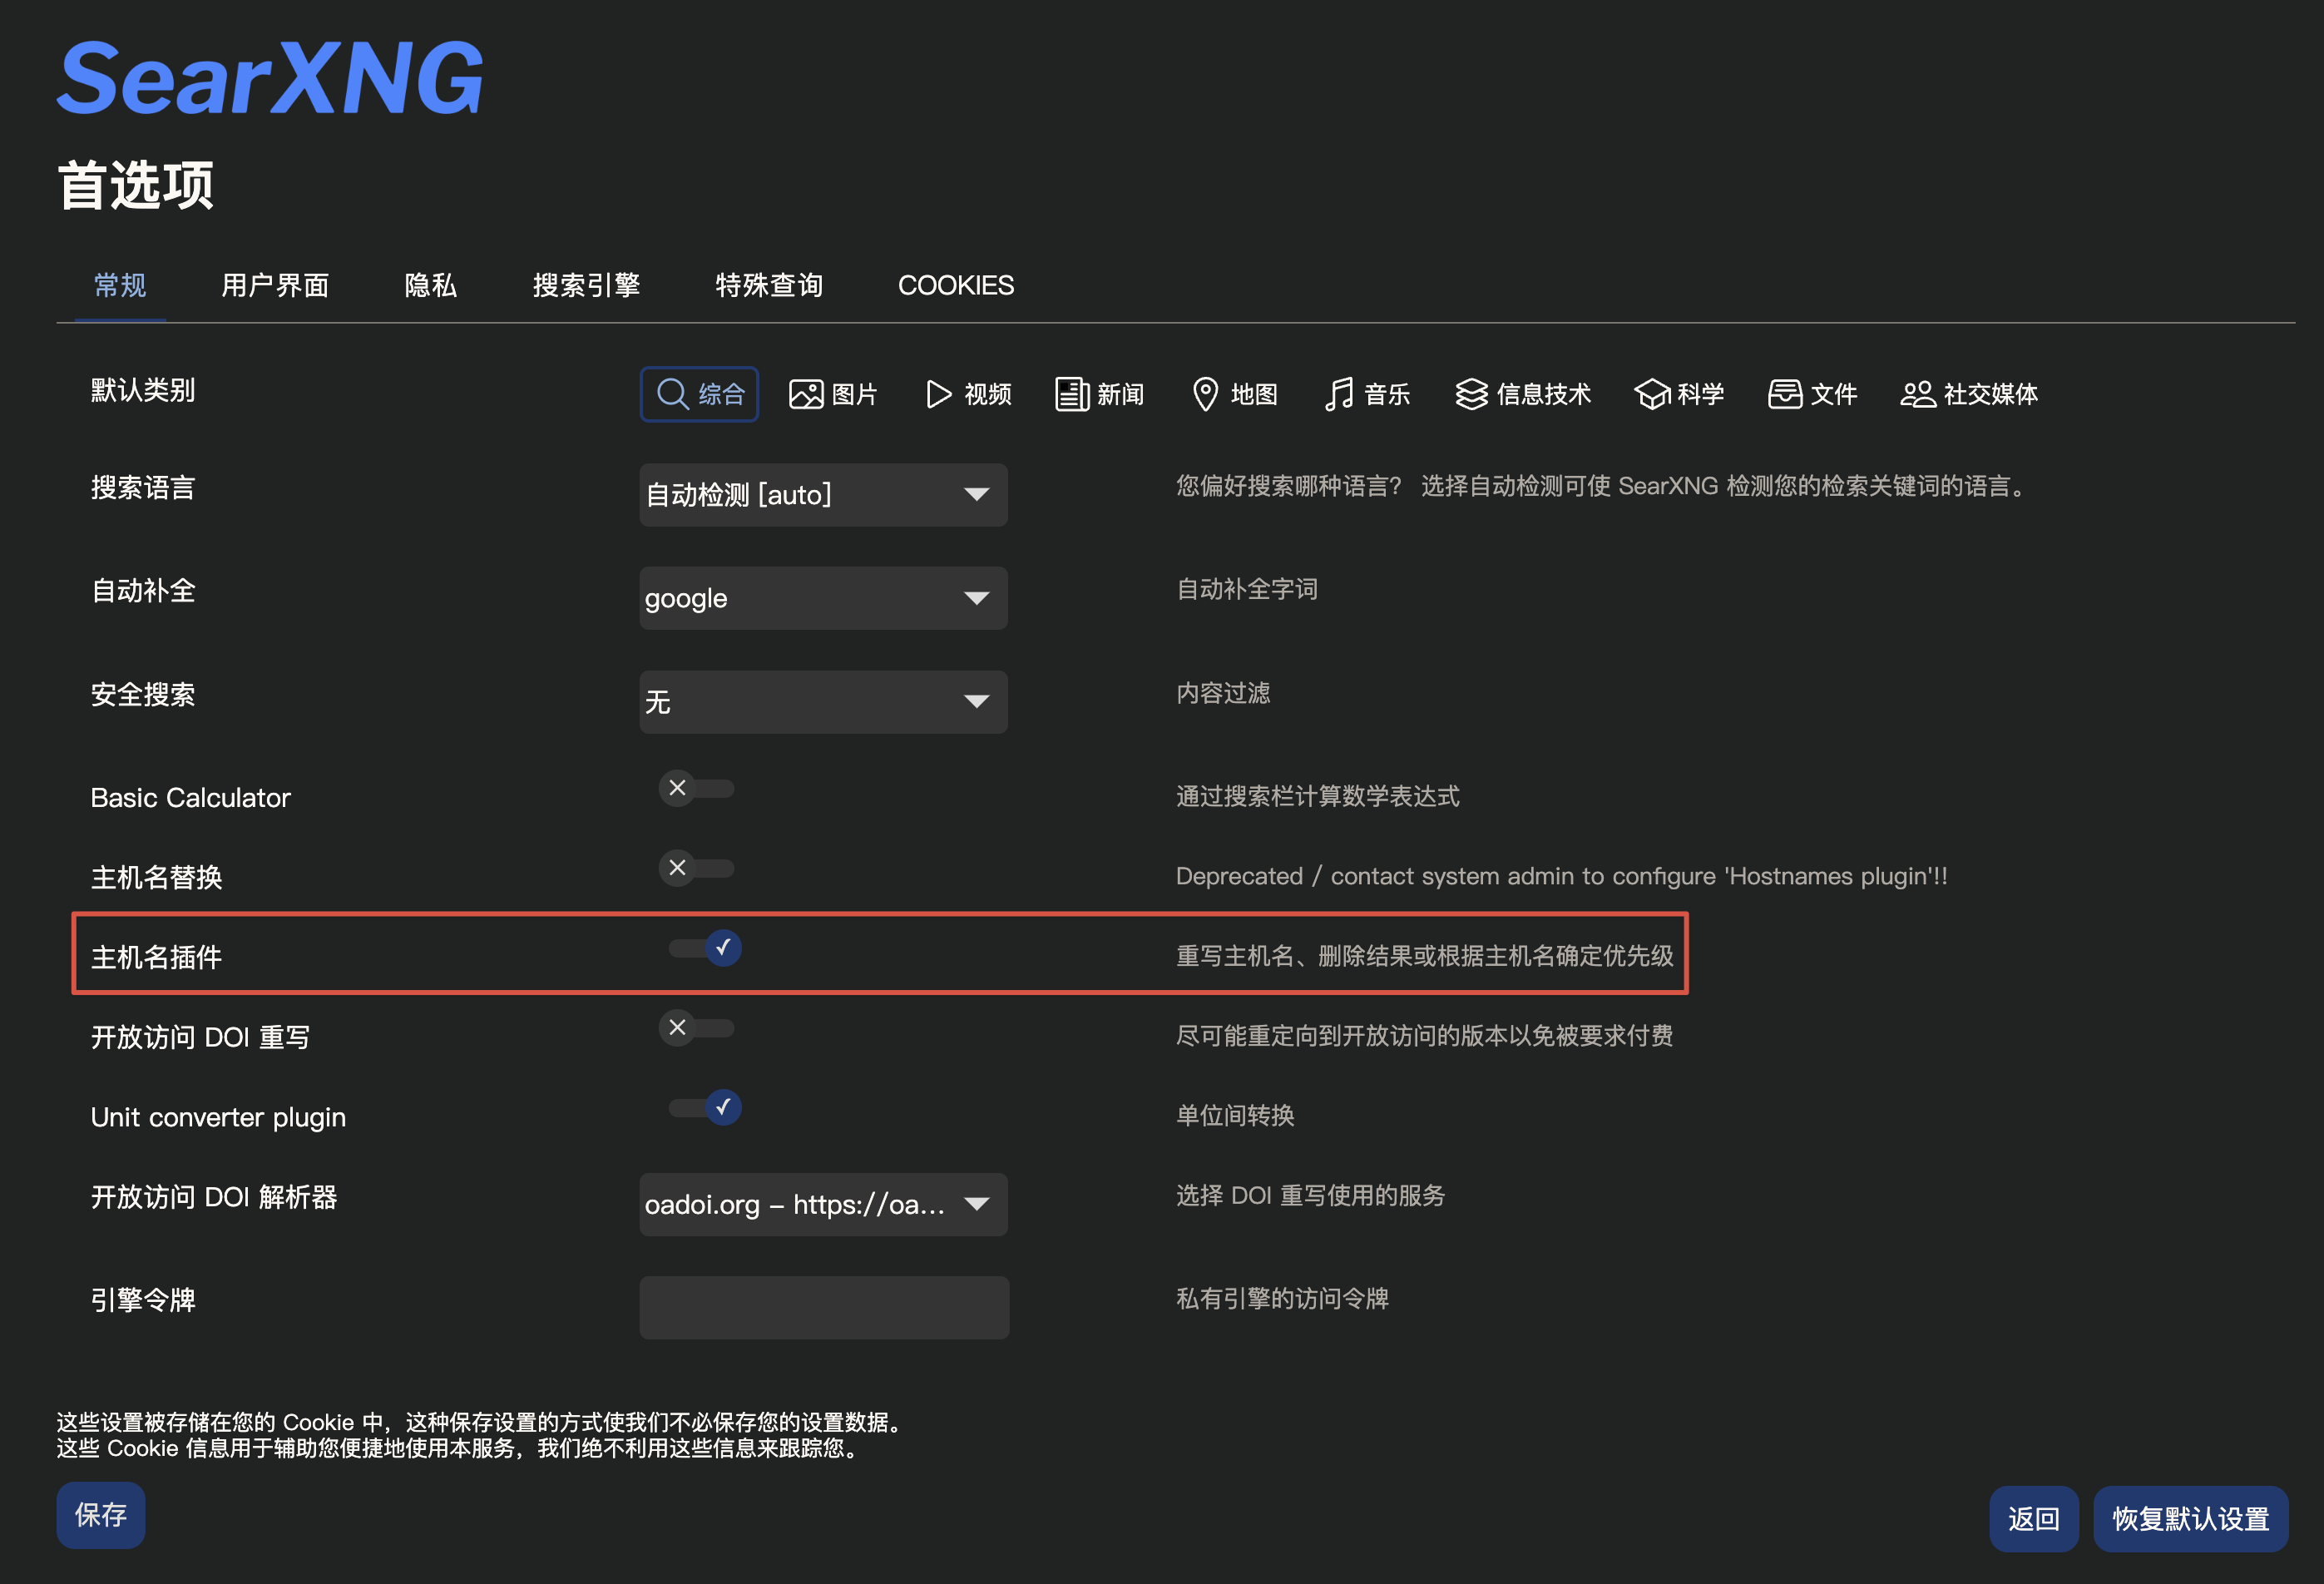 SearXNG
首选项
常规 用户界面 隐私 搜索引擎 特殊查询 COOKIES
默认类别 综合 图片 视频 新闻 地图 音乐 信息技术 科学 文件 社交媒体
搜索语言 自动检测 [auto] 您偏好搜索哪种语言? 选择自动检测可使 SearXNG 检测您的检索关键词的语言。
自动补全 google 自动补全字词
安全搜索 无 内容过滤
Basic Calculator 通过搜索栏计算数学表达式
主机名替换 Deprecated / contact system admin to configure 'Hostnames plugin'!!
主机名插件 重写主机名、删除结果或根据主机名确定优先级
开放访问 DOI 重写 尽可能重定向到开放访问的版本以免被要求付费
Unit converter plugin 单位间转换
开放访问 DOI 解析器 oadoi.org – https://oa... 选择 DOI 重写使用的服务
引擎令牌 私有引擎的访问令牌
这些设置被存储在您的 Cookie 中，这种保存设置的方式使我们不必保存您的设置数据。
这些 Cookie 信息用于辅助您便捷地使用本服务，我们绝不利用这些信息来跟踪您。
保存 返回 恢复默认设置